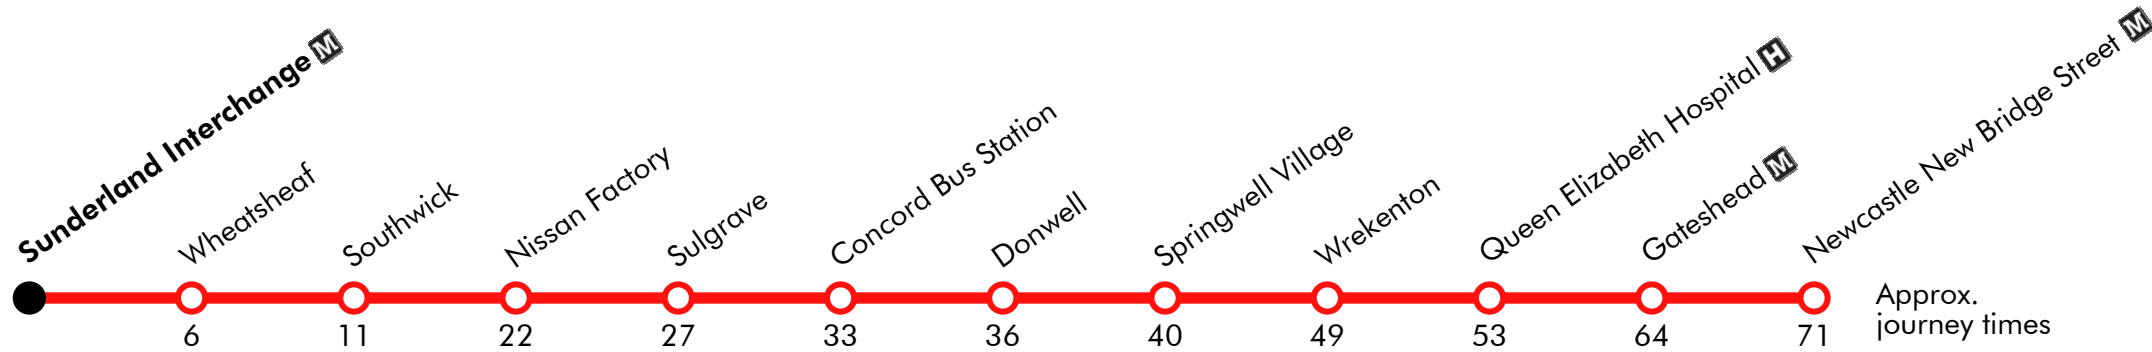 Sunderland Interchange M
Wheatsheaf
Southwick
Nissan Factory
Sulgrave
Concord Bus Station
Donwell
Springwell Village
Wrekenton
Queen Elizabeth Hospital H
Gateshead M
Newcastle New Bridge Street M
6 11 22 27 33 36 40 49 53 64 71
Approx.
journey times